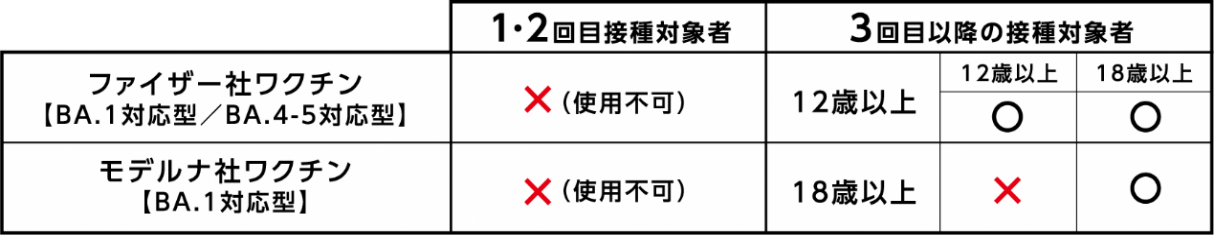 1・2回目接種対象者
3回目以降の接種対象者
ファイザー社ワクチン
【BA.1対応型／BA.4-5対応型】
×（使用不可）
12歳以上
12歳以上
18歳以上
○
○
モデルナ社ワクチン
【BA.1対応型】
×（使用不可）
18歳以上
×
○